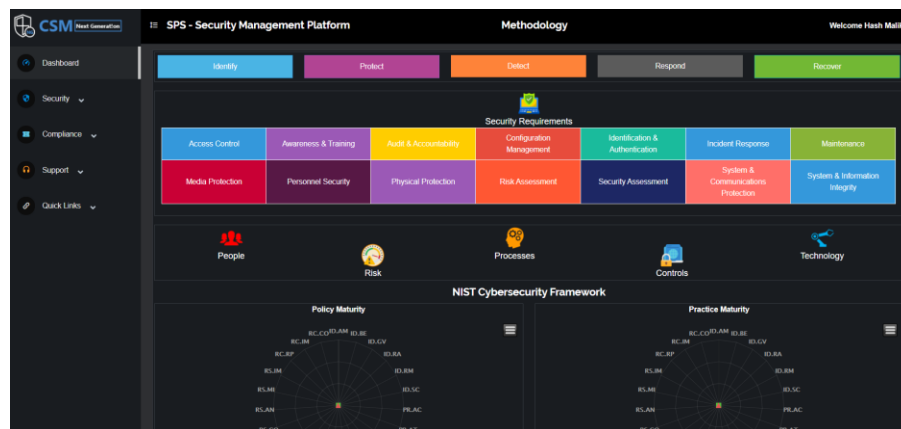 CSM Next Generation
SPS - Security Management Platform
Methodology
Welcome Hash Malik
Dashboard
Security
Compliance
Support
Quick Links
Identify
Protect
Detect
Respond
Recover
Security Requirements
Access Control
Awareness & Training
Audit & Accountability
Configuration
Management
Identification &
Authentication
Incident Response
Maintenance
Media Protection
Personnel Security
Physical Protection
Risk Assessment
Security Assessment
System &
Communications
Protection
System & Information
Integrity
People
Risk
Processes
Controls
Technology
NIST Cybersecurity Framework
Policy Maturity
RC.CO ID.AM ID.BE
RC.IM ID.GV
RC.RP ID.RA
RS.IM ID.RM
RS.MI ID.SC
RS.AN PR.AC
Practice Maturity
RC.CO ID.AM ID.BE
RC.IM ID.GV
RC.RP ID.RA
RS.IM ID.RM
RS.MI ID.SC
RS.AN PR.AC